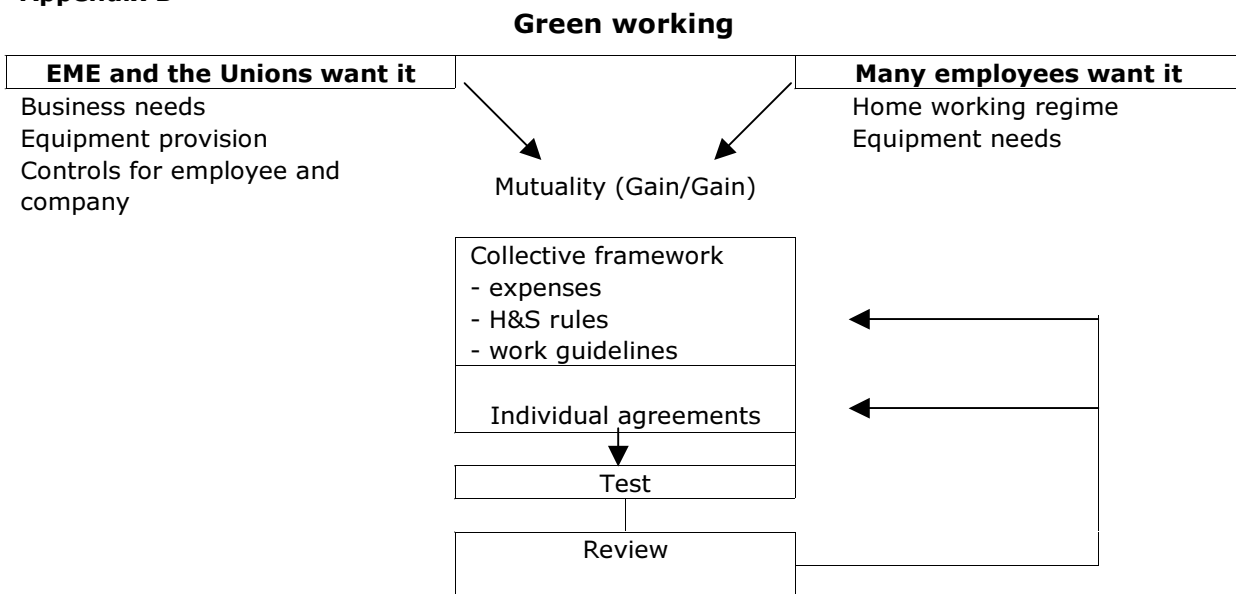 Green working
EME and the Unions want it
Many employees want it
Business needs
Equipment provision
Controls for employee and
company
Home working regime
Equipment needs
Mutuality (Gain/Gain)
Collective framework
- expenses
- H&S rules
- work guidelines
Individual agreements
Test
Review